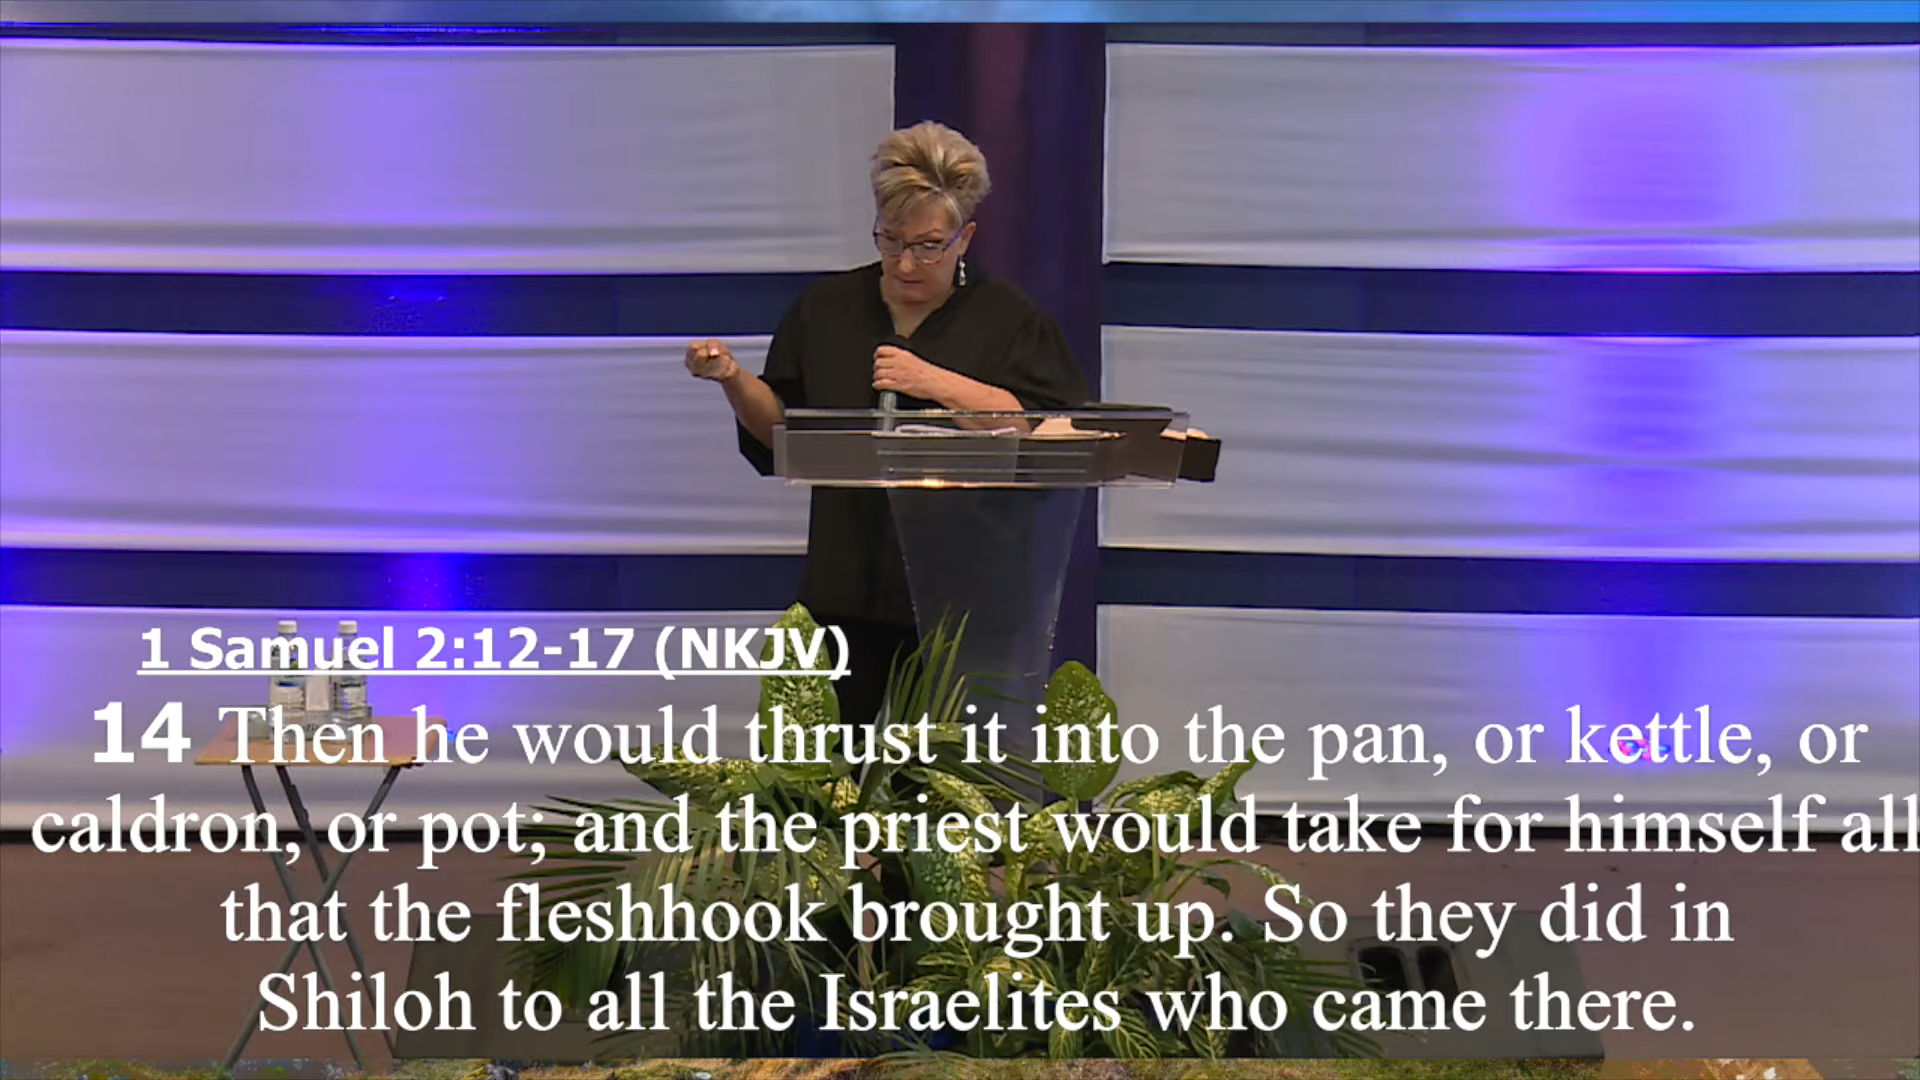 1 Samuel 2:12-17 (NKJV)
14 Then he would thrust it into the pan, or kettle, or
caldron, or pot; and the priest would take for himself all
that the fleshhook brought up. So they did in
Shiloh to all the Israelites who came there.